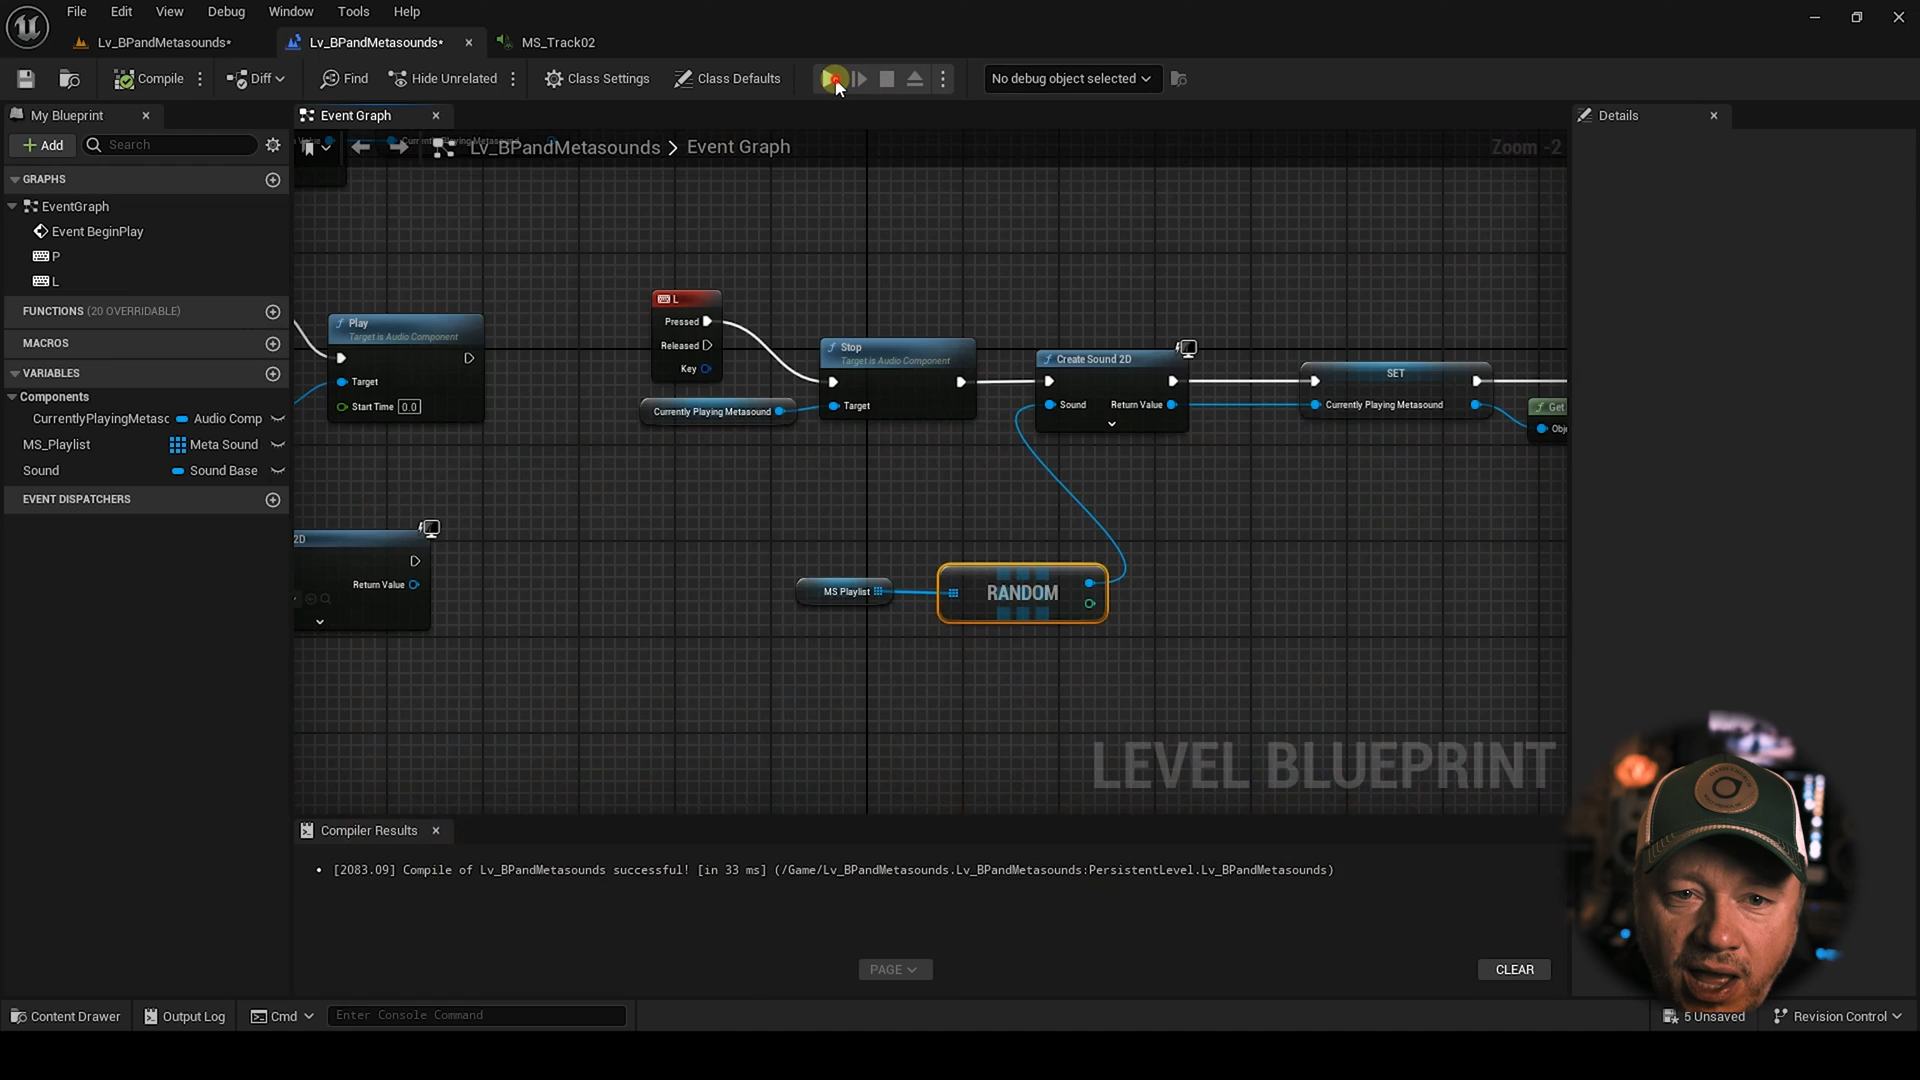 File Edit View Debug Window Tools Help
Lv_BPandMetasounds* Lv_BPandMetasounds* MS_Track02
Compile Diff Find Hide Unrelated Class Settings Class Defaults No debug object selected
My Blueprint Event Graph Details
Add Search Lv_BPandMetasounds > Event Graph Zoom -2
GRAPHS
EventGraph
Event BeginPlay
P
L
FUNCTIONS (20 OVERRIDABLE)
MACROS
VARIABLES
Components
CurrentlyPlayingMetasc Audio Comp
MS_Playlist Meta Sound
Sound Sound Base
EVENT DISPATCHERS
Play
Target is Audio Component
Target
Start Time 0.0
L
Pressed
Released
Key
Currently Playing Metasound
Stop
Target is Audio Component
Target
Create Sound 2D
Sound Return Value
SET
Currently Playing Metasound
Get
Obj
2D
Return Value
MS Playlist
RANDOM
LEVEL BLUEPRINT
Compiler Results
• [2083.09] Compile of Lv_BPandMetasounds successful! [in 33 ms] (/Game/Lv_BPandMetasounds.Lv_BPandMetasounds:PersistentLevel.Lv_BPandMetasounds)
PAGE CLEAR
Content Drawer Output Log Cmd Enter Console Command 5 Unsaved Revision Control